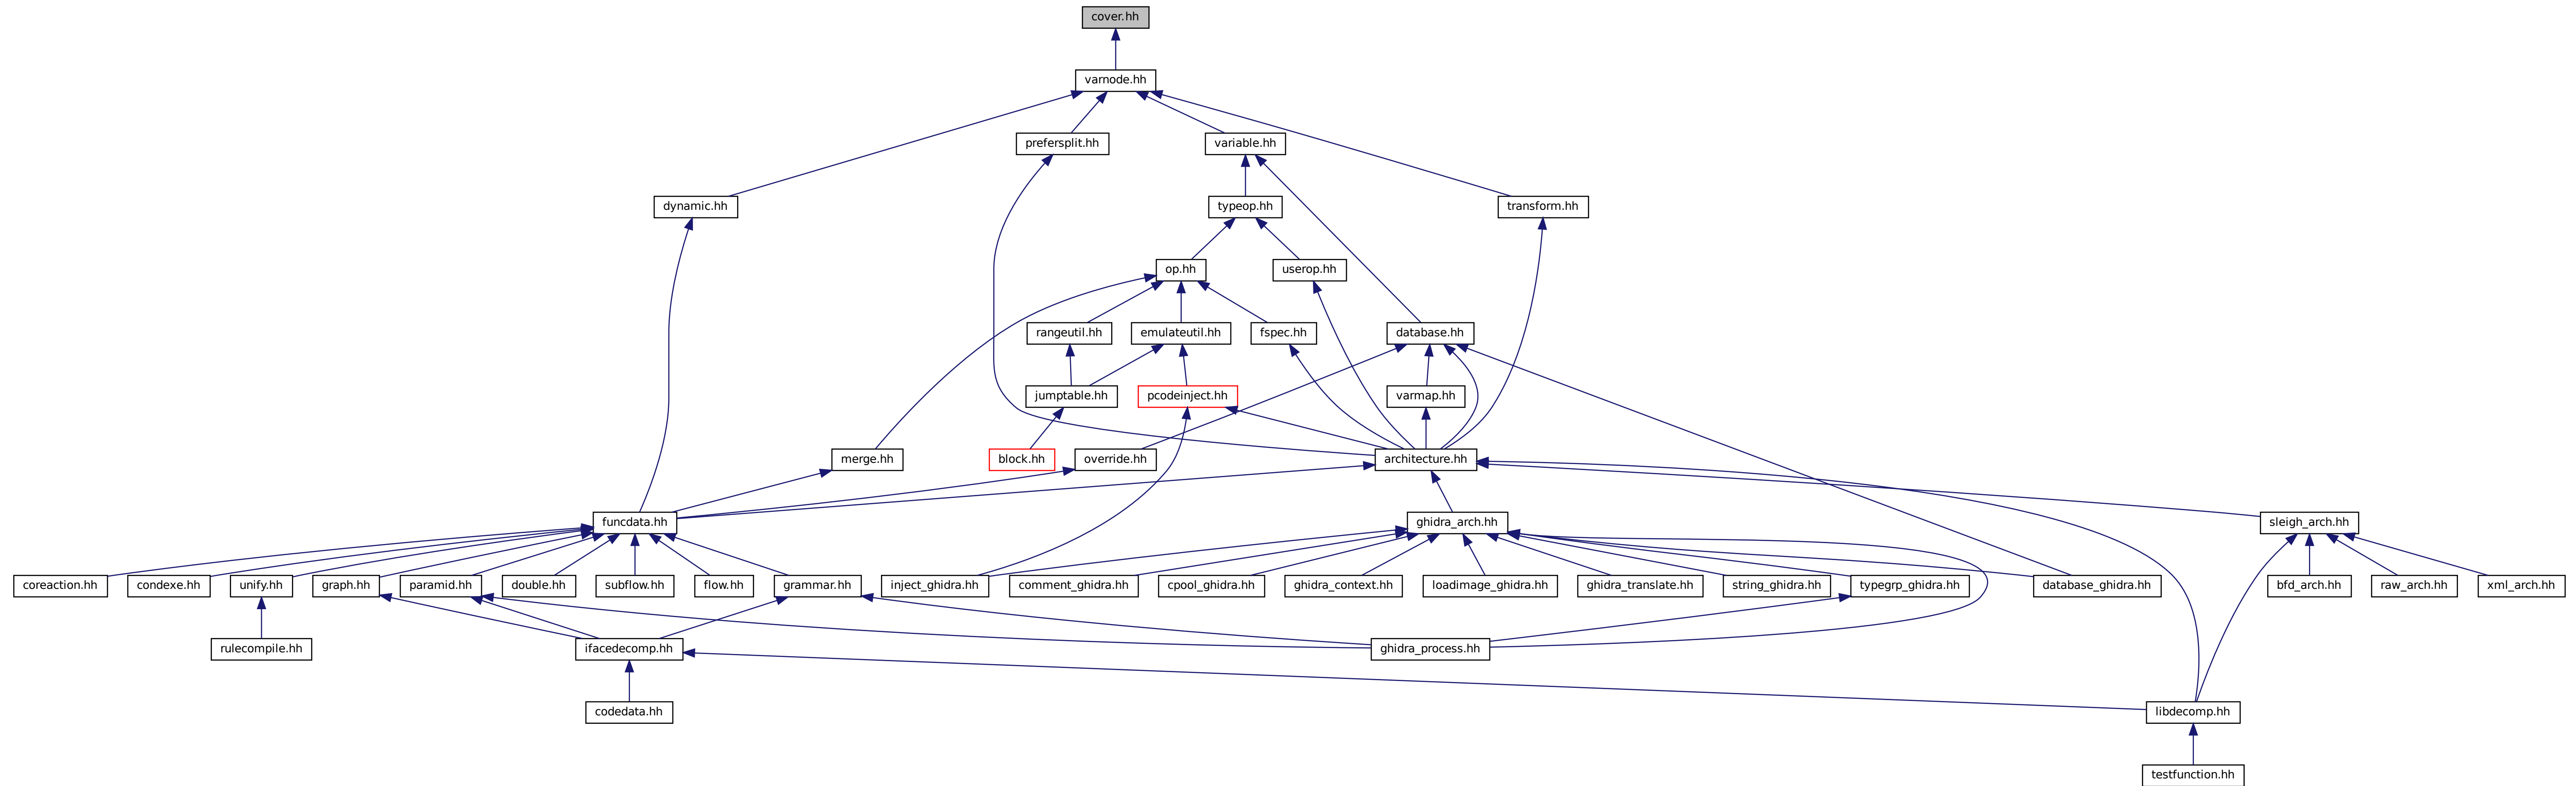 cover.hh
varnode.hh
prefersplit.hh
variable.hh
dynamic.hh
typeop.hh
transform.hh
op.hh
userop.hh
rangeutil.hh
emulateutil.hh
fspec.hh
database.hh
jumptable.hh
pcodeinject.hh
varmap.hh
merge.hh
block.hh
override.hh
architecture.hh
funcdata.hh
ghidra_arch.hh
sleigh_arch.hh
coreaction.hh
condexe.hh
unify.hh
graph.hh
paramid.hh
double.hh
subflow.hh
flow.hh
grammar.hh
inject_ghidra.hh
comment_ghidra.hh
cpool_ghidra.hh
ghidra_context.hh
loadimage_ghidra.hh
ghidra_translate.hh
string_ghidra.hh
typegrp_ghidra.hh
database_ghidra.hh
bfd_arch.hh
raw_arch.hh
xml_arch.hh
rulecompile.hh
ifacedecomp.hh
ghidra_process.hh
codedata.hh
libdecomp.hh
testfunction.hh